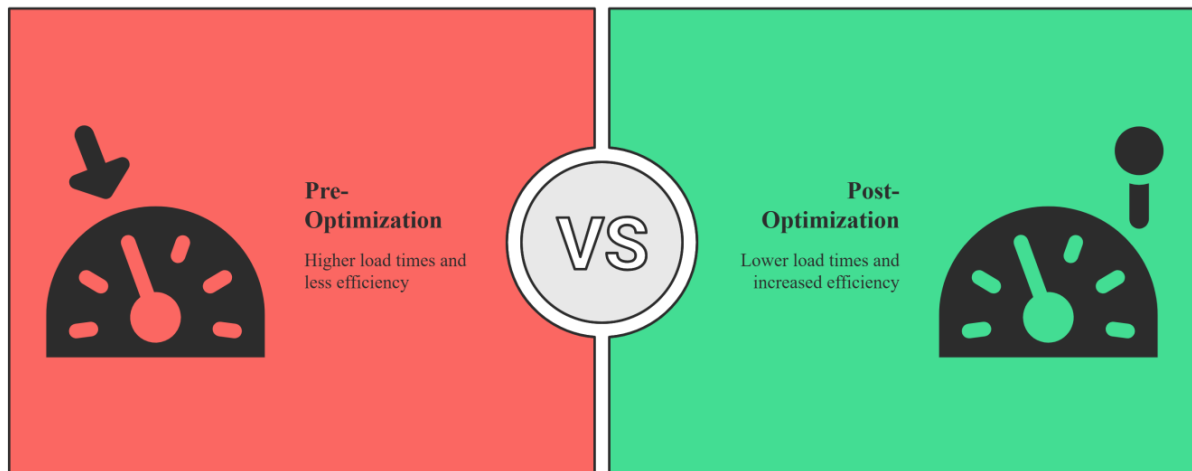 Pre-
Optimization
Higher load times and
less efficiency
VS
Post-
Optimization
Lower load times and
increased efficiency